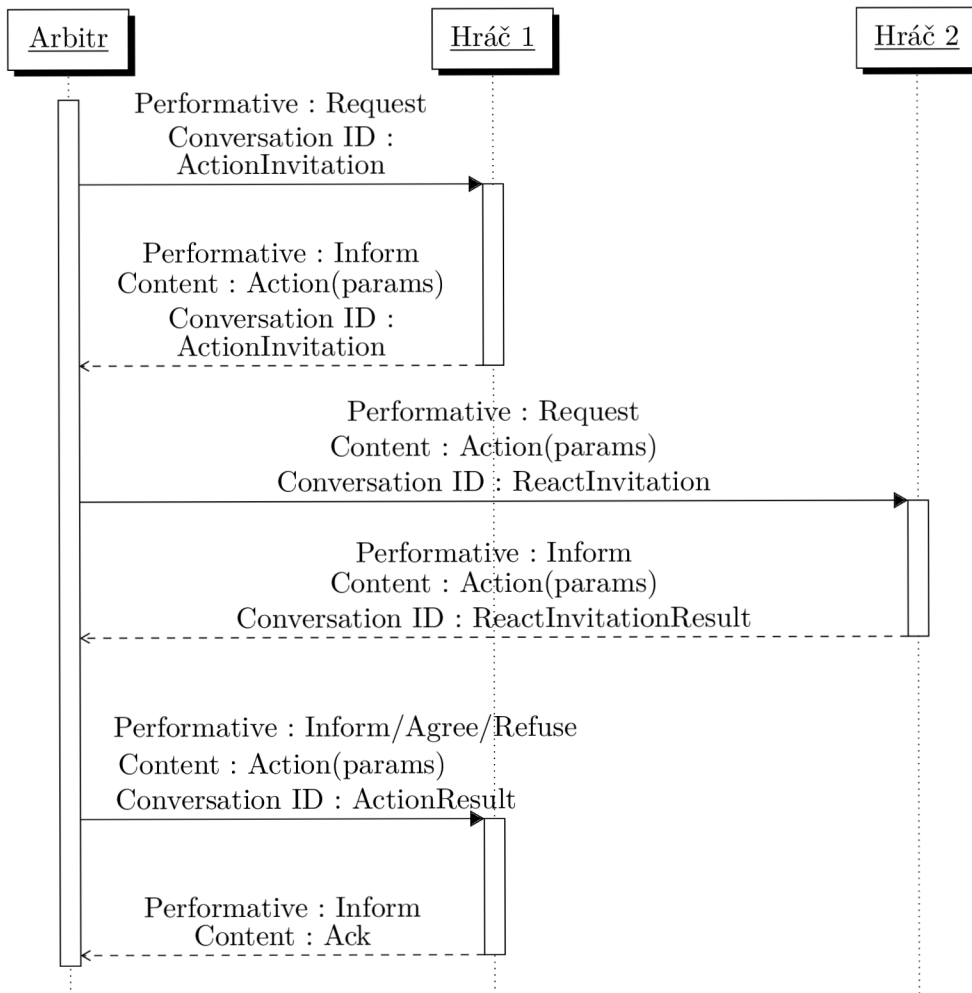 Arbitr
Hráč 1
Hráč 2
Performative : Request
Conversation ID :
ActionInvitation
Performative : Inform
Content : Action(params)
Conversation ID :
ActionInvitation
Performative : Request
Content : Action(params)
Conversation ID : ReactInvitation
Performative : Inform
Content : Action(params)
Conversation ID : ReactInvitationResult
Performative : Inform/Agree/Refuse
Content : Action(params)
Conversation ID : ActionResult
Performative : Inform
Content : Ack